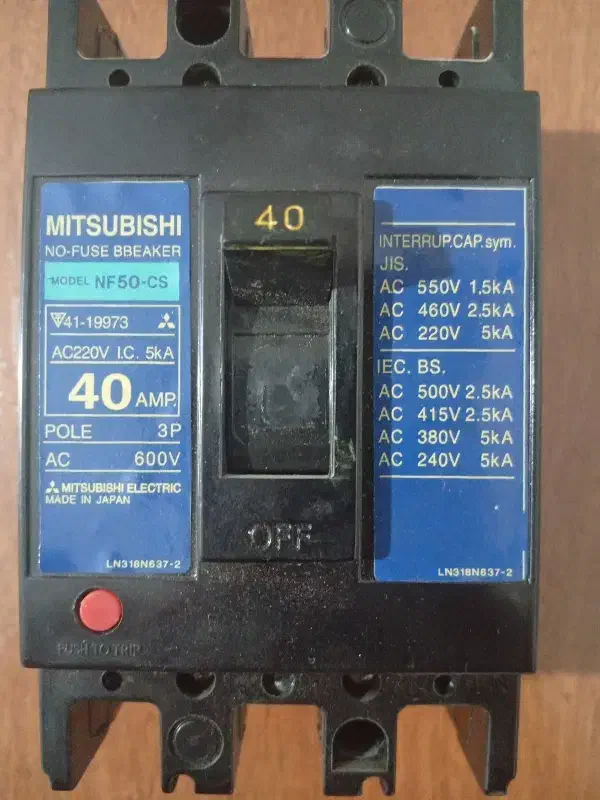 40
MITSUBISHI
NO-FUSE BBEAKER
MODEL NF50-CS
41-19973
AC220V I.C. 5kA
40 AMP.
POLE 3P
AC 600V
MITSUBISHI ELECTRIC
MADE IN JAPAN
LN318N637-2
INTERRUP.CAP.sym.
JIS.
AC 550V 1.5kA
AC 460V 2.5kA
AC 220V 5kA
IEC. BS.
AC 500V 2.5kA
AC 415V 2.5kA
AC 380V 5kA
AC 240V 5kA
LN318N637-2
OFF
PUSH TO TRIP